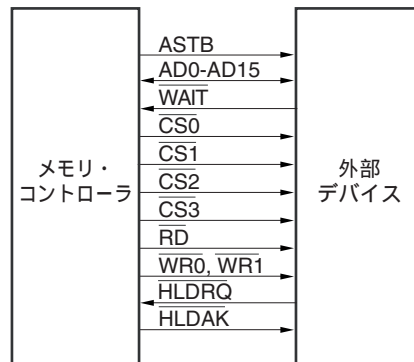 ASTB
AD0-AD15
WAIT
CS0
CS1
CS2
CS3
RD
WR0, WR1
HLDRQ
HLDAK
メモリ・
コントローラ
外部
デバイス